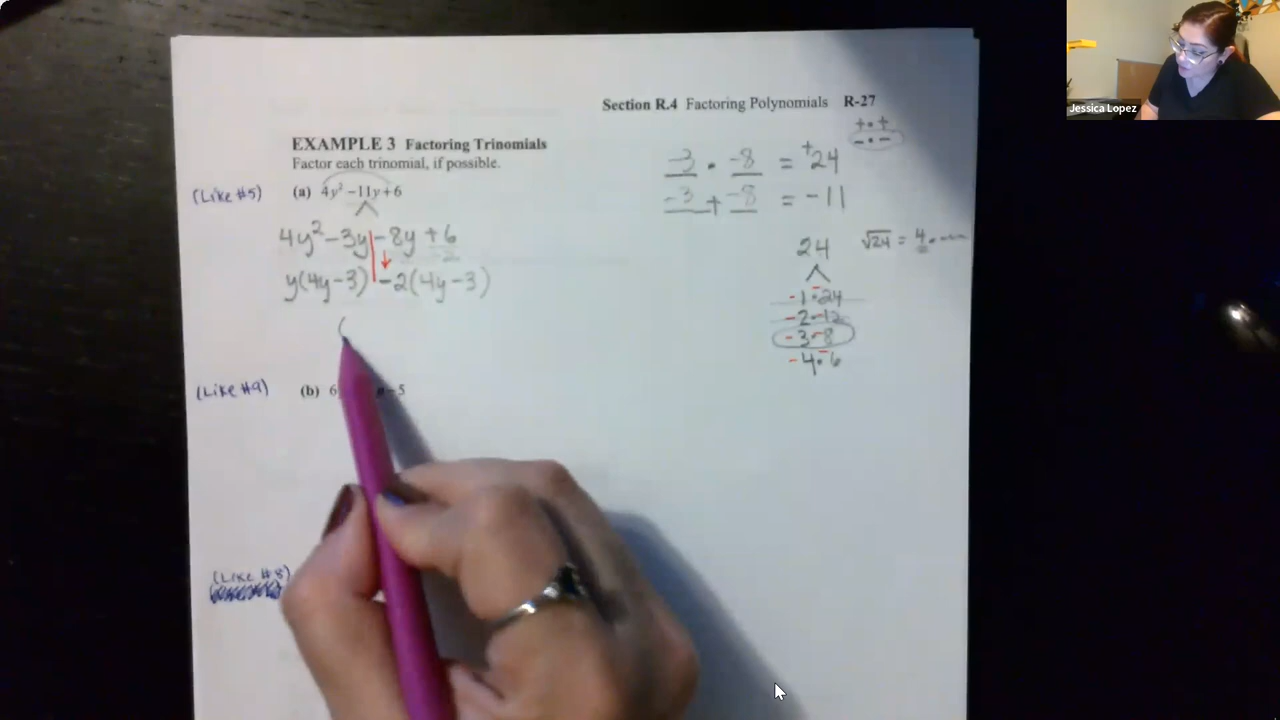 Jessica Lopez
Section R.4 Factoring Polynomials R-27
+•+
-•-
EXAMPLE 3 Factoring Trinomials
Factor each trinomial, if possible.
(Like #5) (a) 4y² − 11y + 6
-3 • -8 = +24
-3 + -8 = -11
4y² - 3y | - 8y + 6
y(4y - 3) | - 2(4y - 3)
(
24
√24 = 4.
-1 • -24
-2 • -12
-3 • -8
-4 • -6
(Like #9) (b) 6 - 5
(Like #8)